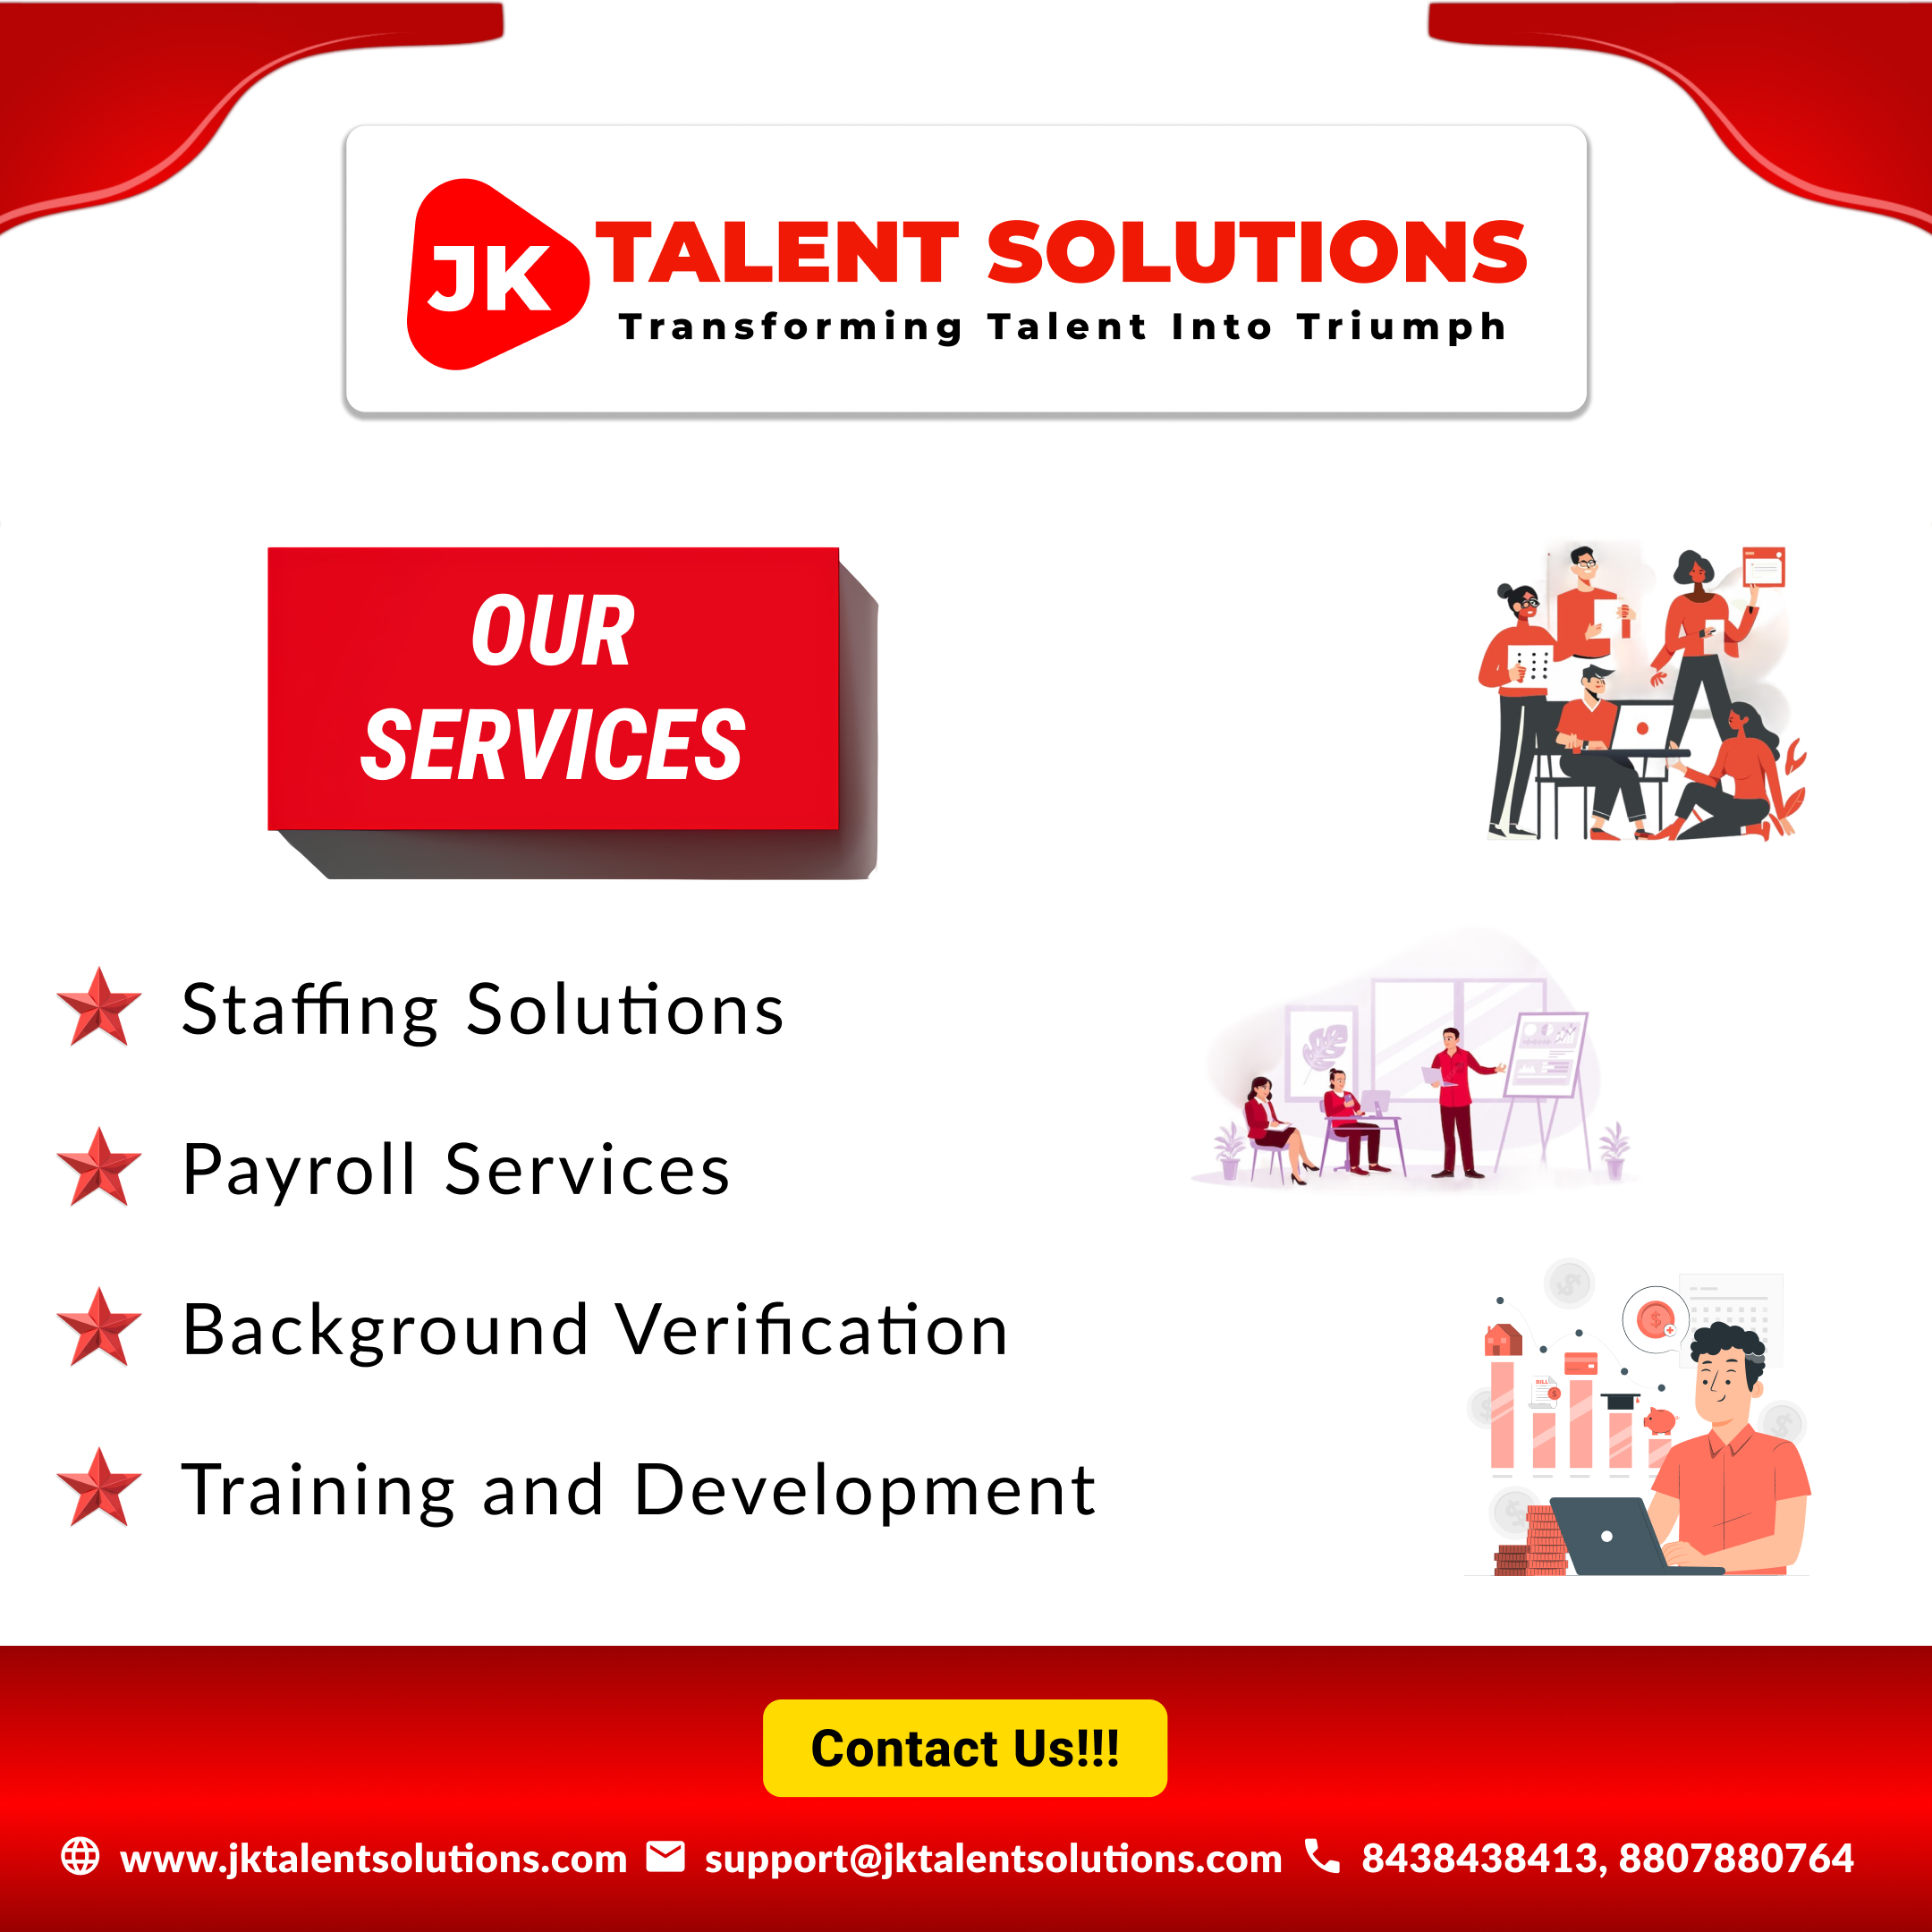 JK
TALENT SOLUTIONS
Transforming Talent Into Triumph
OUR
SERVICES
Staffing Solutions
Payroll Services
Background Verification
Training and Development
BILL
Contact Us!!!
www.jktalentsolutions.com support@jktalentsolutions.com 8438438413, 8807880764